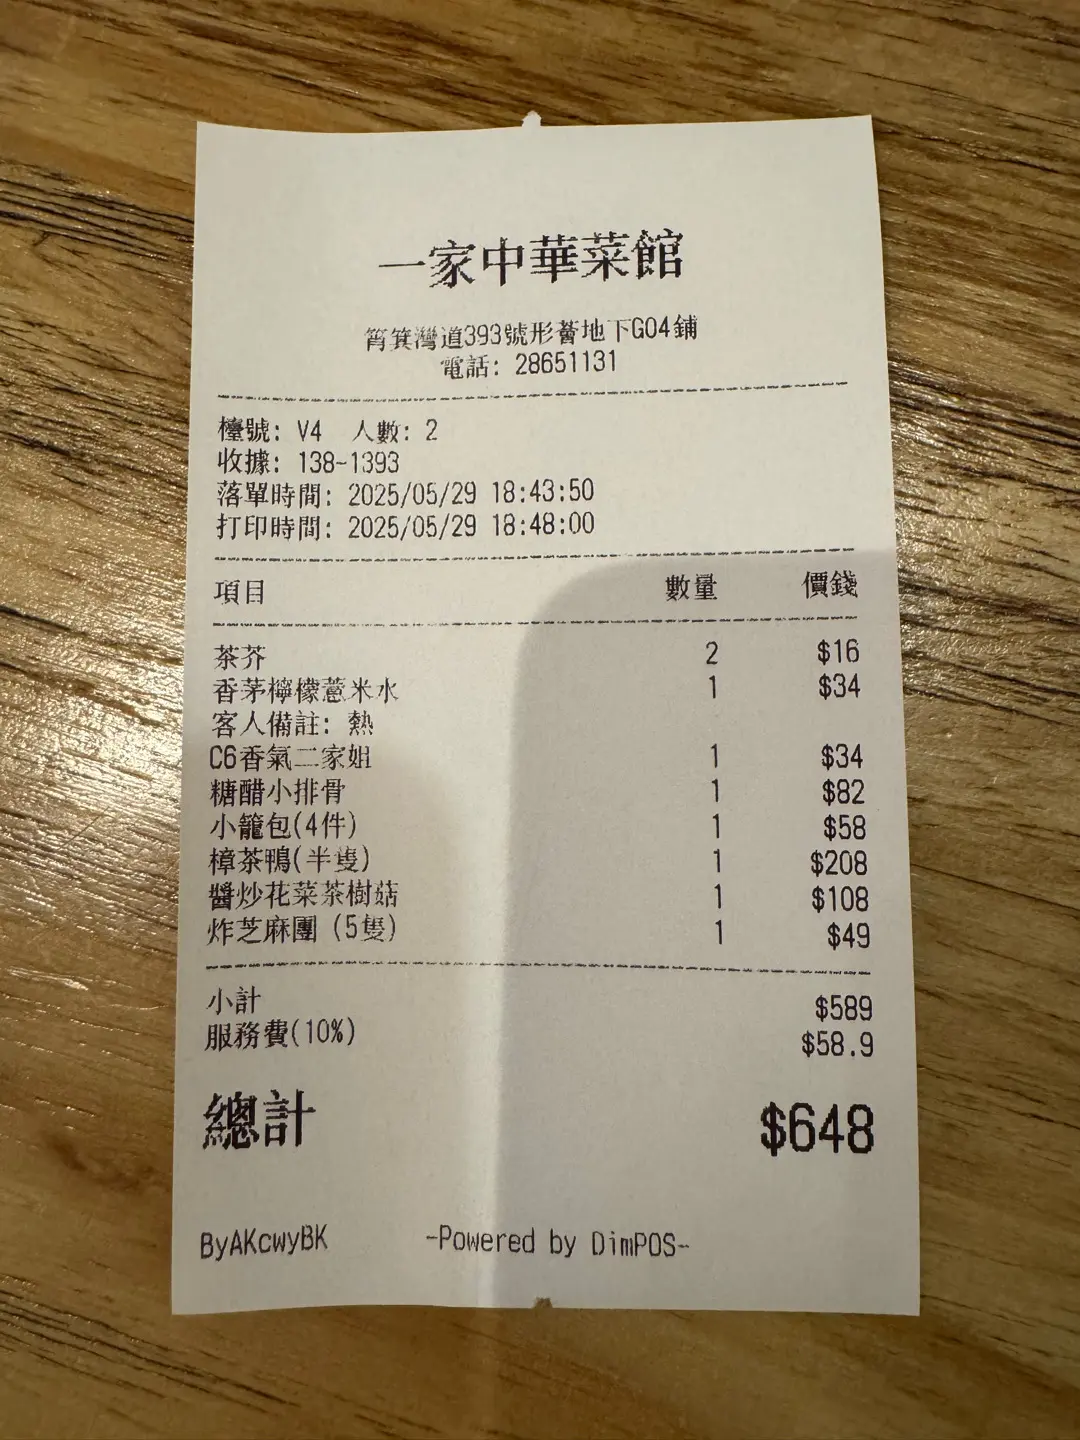 一家中華菜館
筲箕灣道393號形薈地下G04鋪
電話: 28651131
檯號: V4 人數: 2
收據: 138-1393
落單時間: 2025/05/29 18:43:50
打印時間: 2025/05/29 18:48:00
項目 數量 價錢
茶芥 2 $16
香茅檸檬薏米水 1 $34
客人備註: 熱
C6香氣二家姐 1 $34
糖醋小排骨 1 $82
小籠包(4件) 1 $58
樟茶鴨(半隻) 1 $208
醬炒花菜茶樹菇 1 $108
炸芝麻團 (5隻) 1 $49
小計 $589
服務費(10%) $58.9
總計 $648
ByAKcwyBK -Powered by DimPOS-